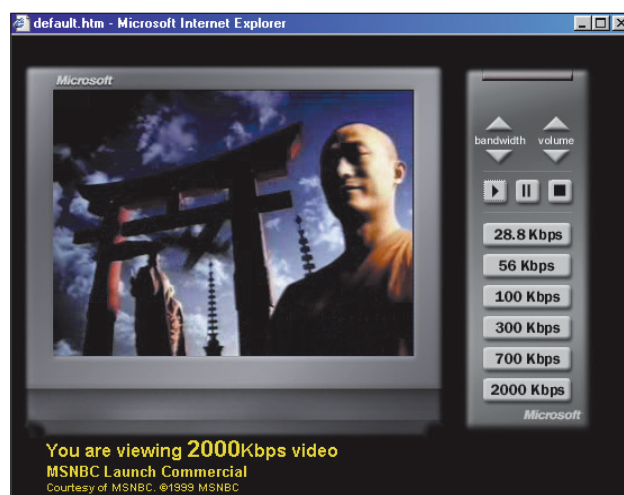 default.htm - Microsoft Internet Explorer
Microsoft
bandwidth volume
28.8 Kbps
56 Kbps
100 Kbps
300 Kbps
700 Kbps
2000 Kbps
Microsoft
You are viewing 2000Kbps video
MSNBC Launch Commercial
Courtesy of MSNBC. ©1999 MSNBC